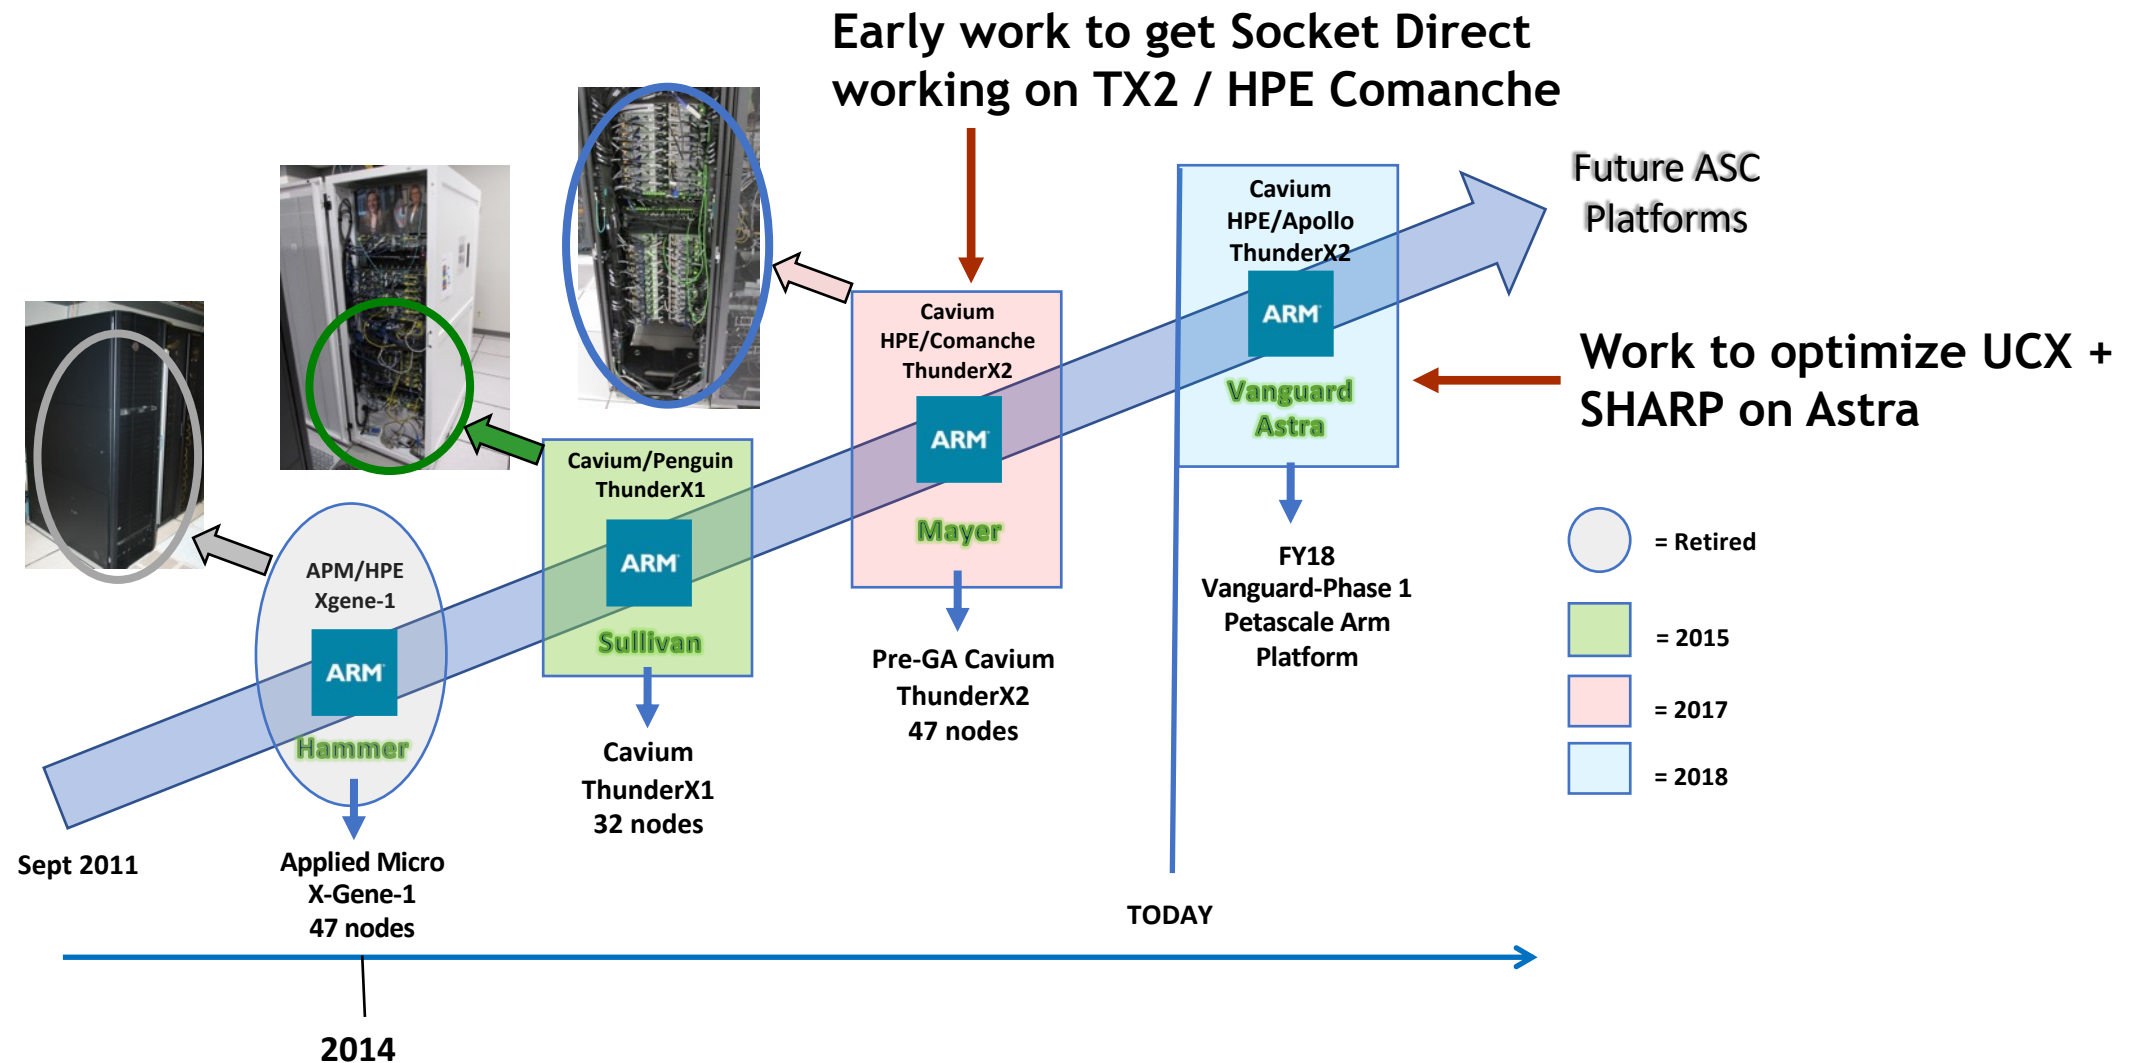 Early work to get Socket Direct
working on TX2 / HPE Comanche
Future ASC
Platforms
Cavium
HPE/Apollo
ThunderX2
ARM
Vanguard
Astra
Work to optimize UCX +
SHARP on Astra
Cavium
HPE/Comanche
ThunderX2
ARM
Mayer
Cavium/Penguin
ThunderX1
ARM
Sullivan
APM/HPE
Xgene-1
ARM
Hammer
= Retired
= 2015
= 2017
= 2018
FY18
Vanguard-Phase 1
Petascale Arm
Platform
Pre-GA Cavium
ThunderX2
47 nodes
Cavium
ThunderX1
32 nodes
Applied Micro
X-Gene-1
47 nodes
Sept 2011
TODAY
2014